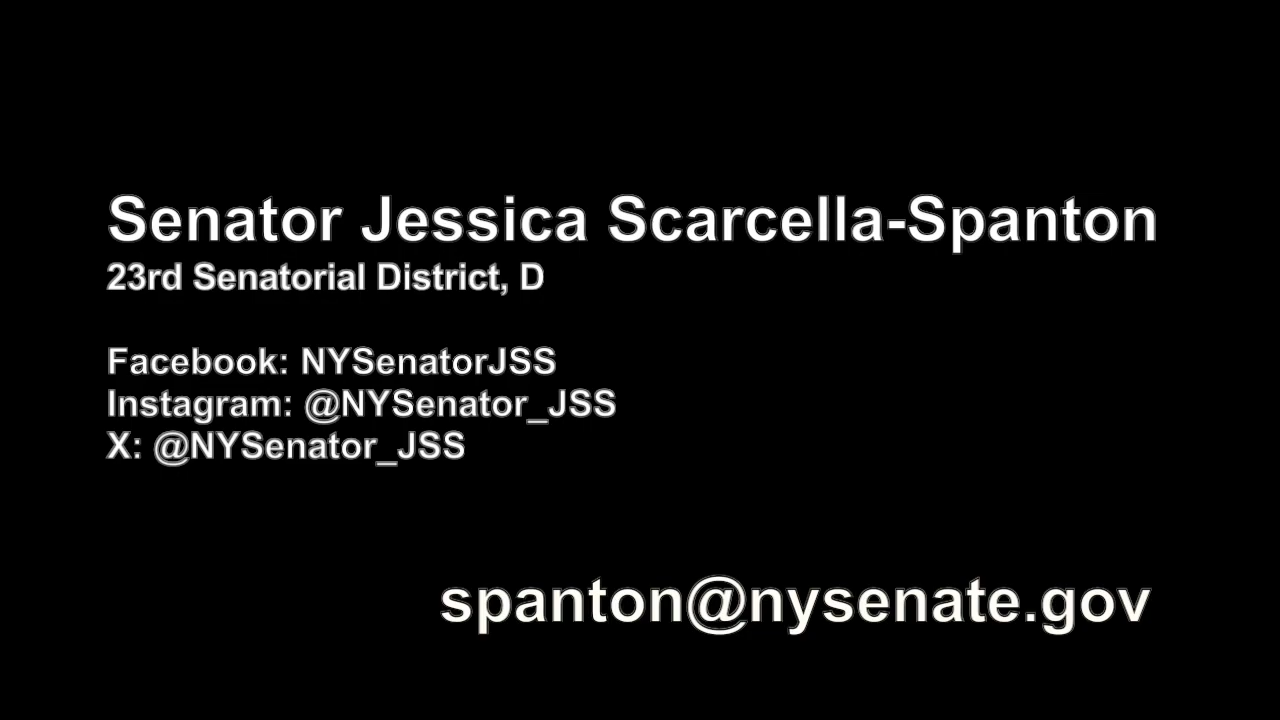 Senator Jessica Scarcella-Spanton
23rd Senatorial District, D
Facebook: NYSenatorJSS
Instagram: @NYSenator_JSS
X: @NYSenator_JSS
spanton@nysenate.gov